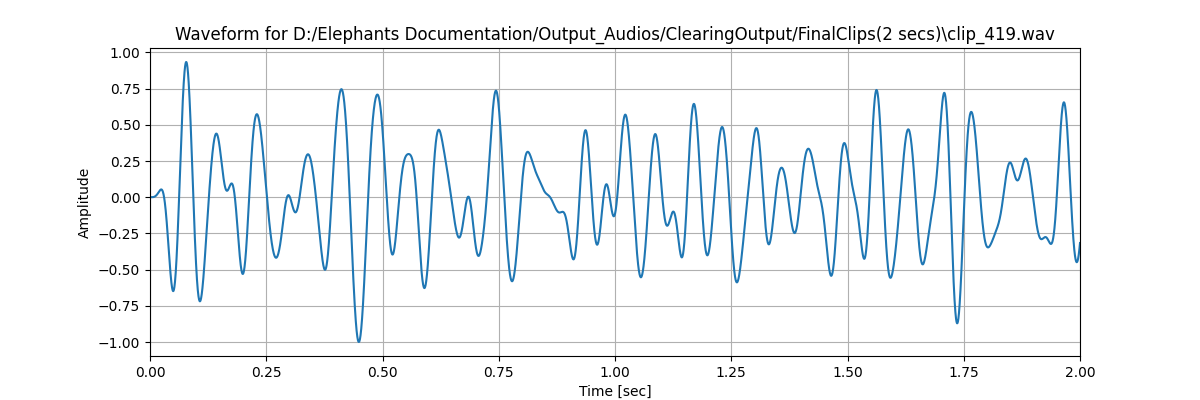 Waveform for D:/Elephants Documentation/Output_Audios/ClearingOutput/FinalClips(2 secs)\clip_419.wav
1.00
0.75
0.50
0.25
0.00
−0.25
−0.50
−0.75
−1.00
Amplitude
0.00 0.25 0.50 0.75 1.00 1.25 1.50 1.75 2.00
Time [sec]